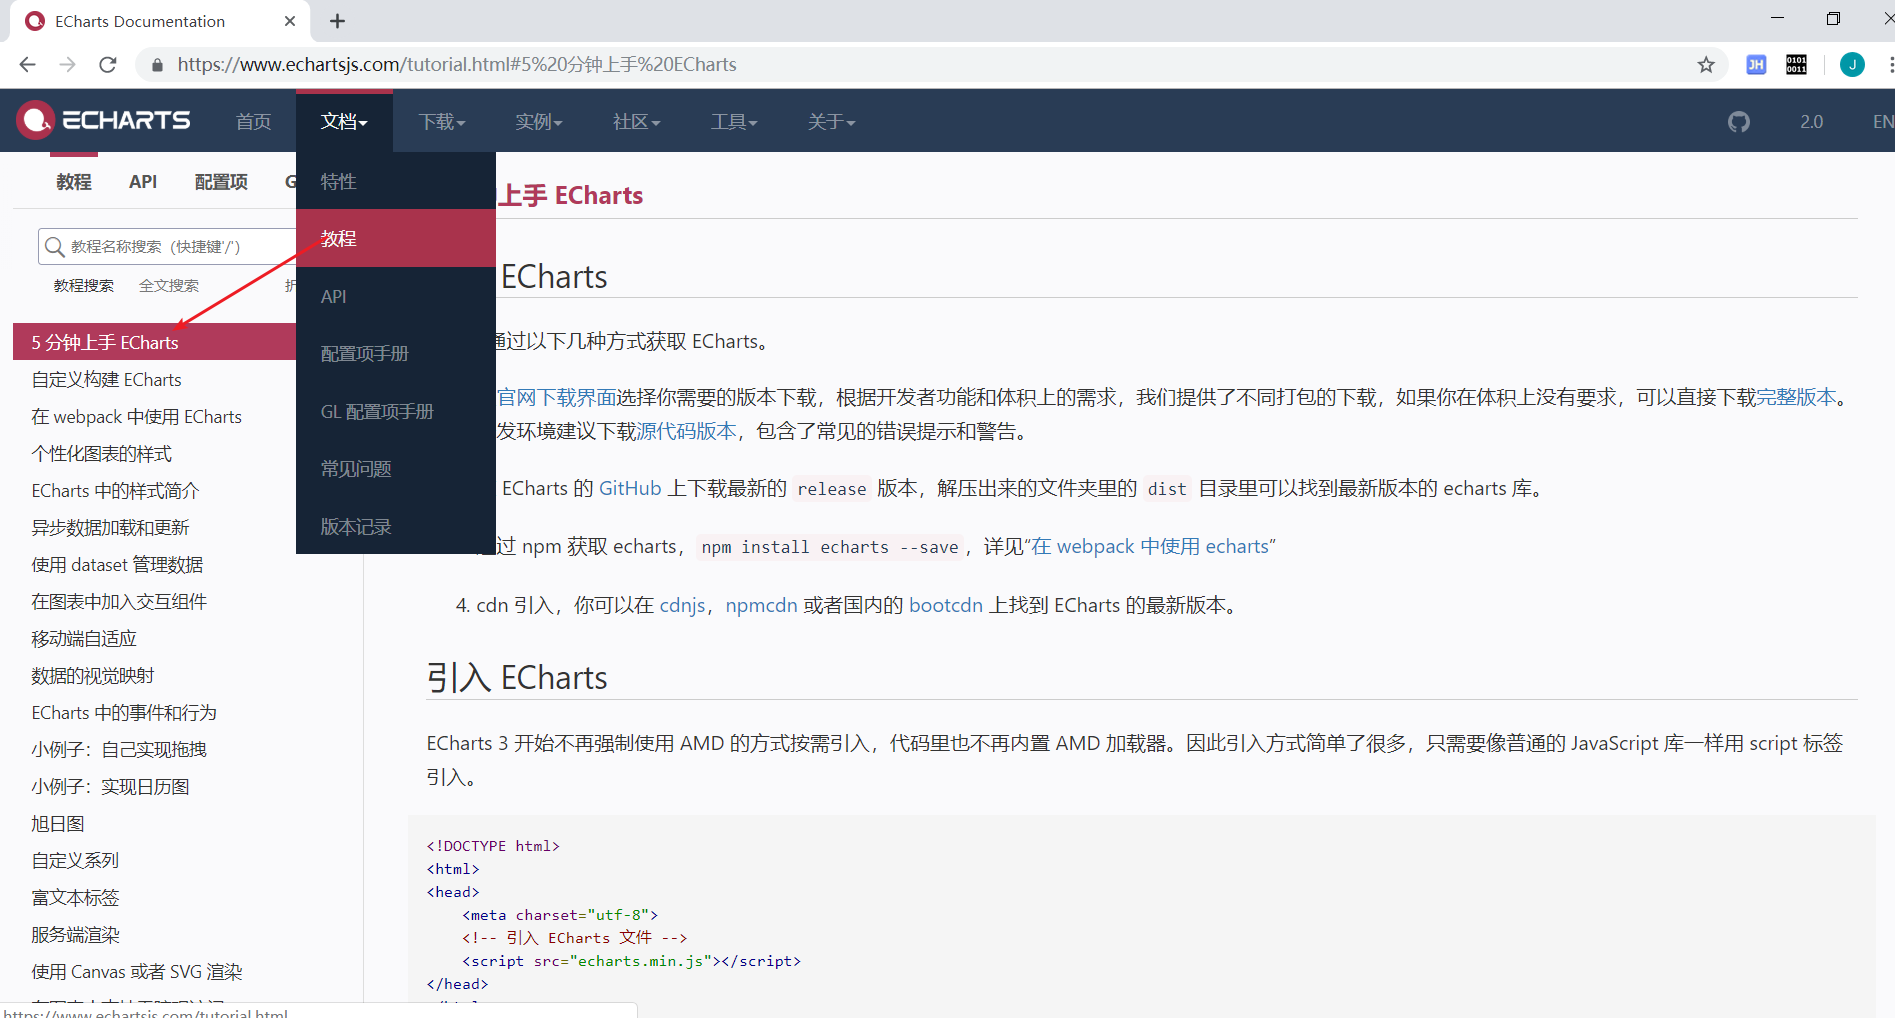 ECharts Documentation
https://www.echartsjs.com/tutorial.html#5%20分钟上手%20ECharts
JH
0101
0011
J
ECHARTS
首页
文档
下载
实例
社区
工具
关于
2.0
EN
教程
API
配置项
G
特性
教程
API
配置项手册
GL 配置项手册
常见问题
版本记录
教程名称搜索（快捷键'/'）
教程搜索
全文搜索
5 分钟上手 ECharts
自定义构建 ECharts
在 webpack 中使用 ECharts
个性化图表的样式
ECharts 中的样式简介
异步数据加载和更新
使用 dataset 管理数据
在图表中加入交互组件
移动端自适应
数据的视觉映射
ECharts 中的事件和行为
小例子：自己实现拖拽
小例子：实现日历图
旭日图
自定义系列
富文本标签
服务端渲染
使用 Canvas 或者 SVG 渲染
上手 ECharts
ECharts
通过以下几种方式获取 ECharts。
官网下载界面选择你需要的版本下载，根据开发者功能和体积上的需求，我们提供了不同打包的下载，如果你在体积上没有要求，可以直接下载完整版本。
发环境建议下载源代码版本，包含了常见的错误提示和警告。
ECharts 的 GitHub 上下载最新的 release 版本，解压出来的文件夹里的 dist 目录里可以找到最新版本的 echarts 库。
过 npm 获取 echarts，npm install echarts --save，详见“在 webpack 中使用 echarts”
4. cdn 引入，你可以在 cdnjs，npmcdn 或者国内的 bootcdn 上找到 ECharts 的最新版本。
引入 ECharts
ECharts 3 开始不再强制使用 AMD 的方式按需引入，代码里也不再内置 AMD 加载器。因此引入方式简单了很多，只需要像普通的 JavaScript 库一样用 script 标签
引入。
<!DOCTYPE html>
<html>
<head>
<meta charset="utf-8">
<!-- 引入 ECharts 文件 -->
<script src="echarts.min.js"></script>
</head>
https://www.echartsjs.com/tutorial.html